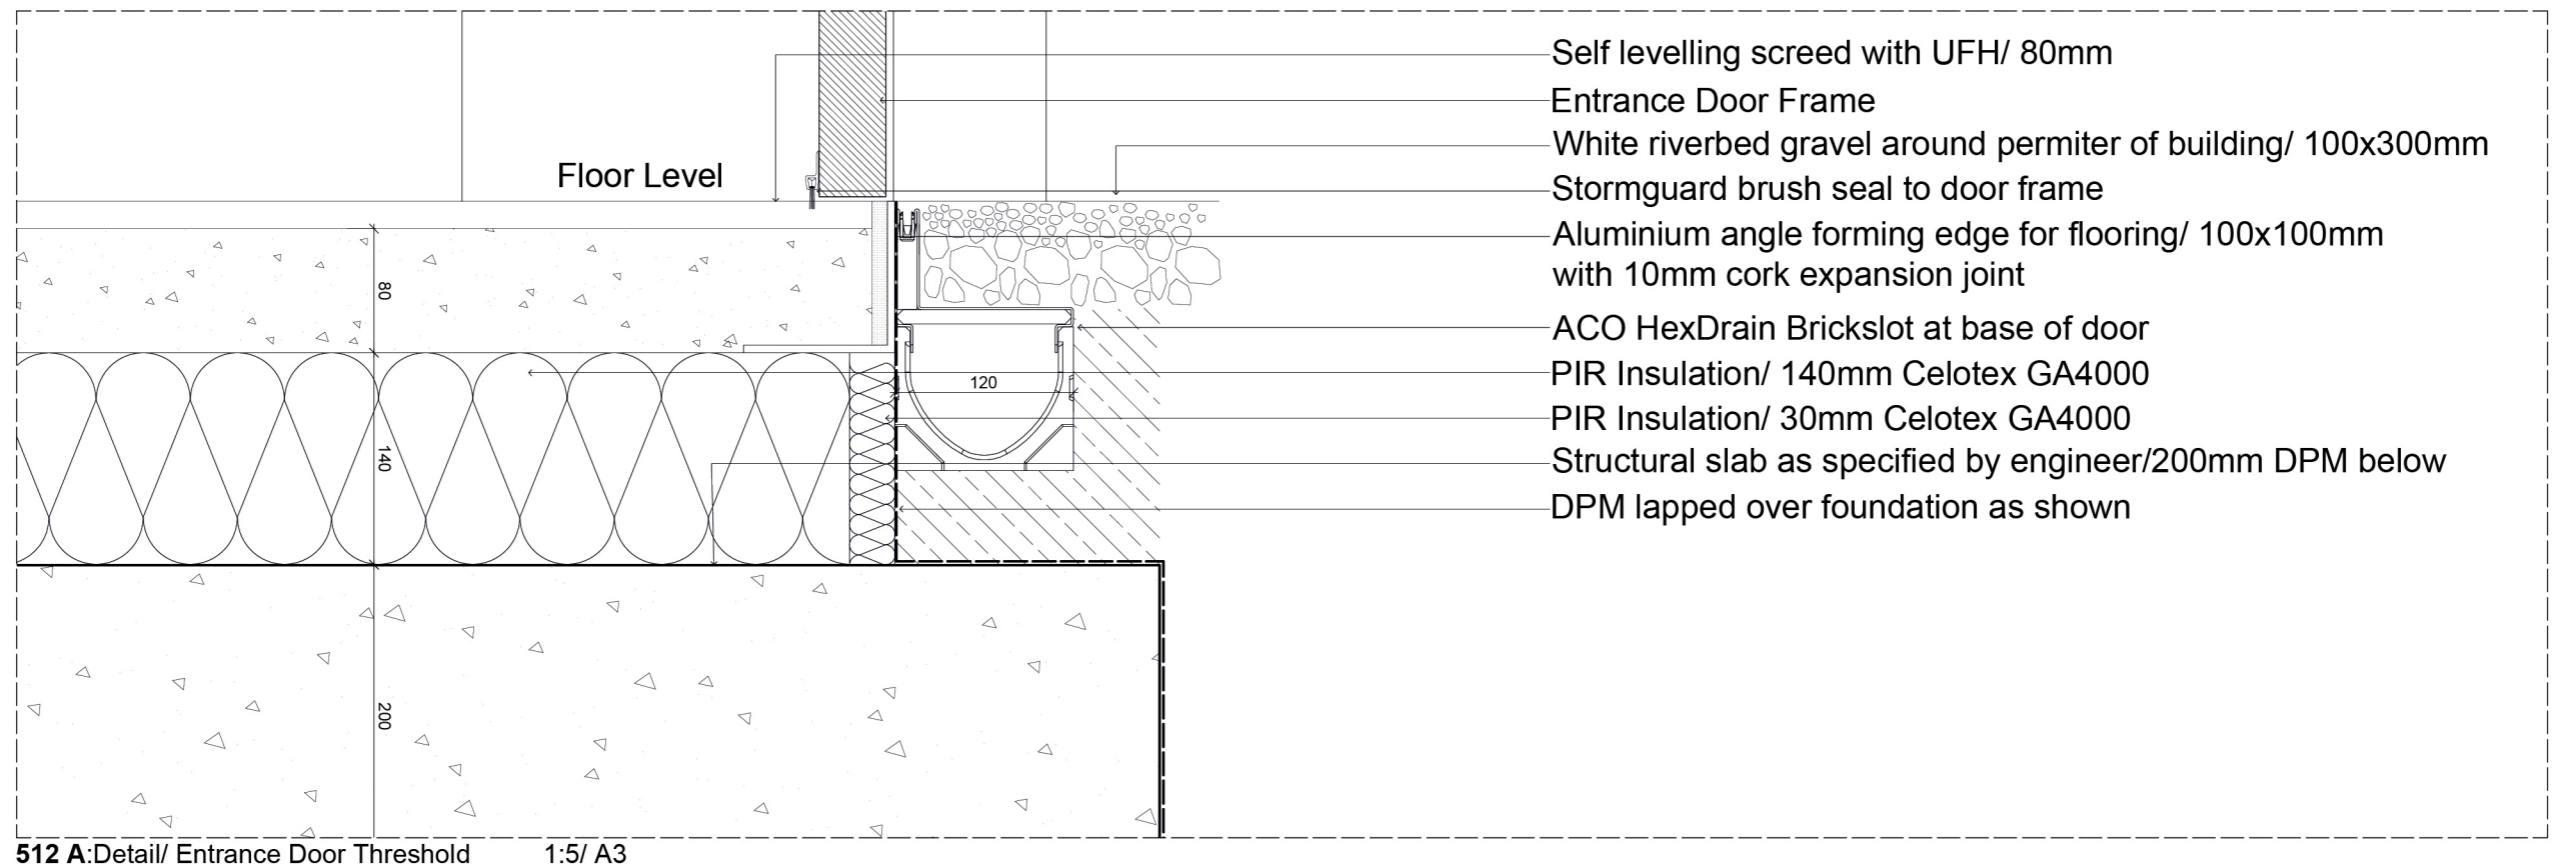 Self levelling screed with UFH/ 80mm
Entrance Door Frame
White riverbed gravel around permiter of building/ 100x300mm
Floor Level
Stormguard brush seal to door frame
Aluminium angle forming edge for flooring/ 100x100mm
with 10mm cork expansion joint
80
ACO HexDrain Brickslot at base of door
PIR Insulation/ 140mm Celotex GA4000
120
PIR Insulation/ 30mm Celotex GA4000
140
Structural slab as specified by engineer/200mm DPM below
DPM lapped over foundation as shown
200
512 A:Detail/ Entrance Door Threshold 1:5/ A3